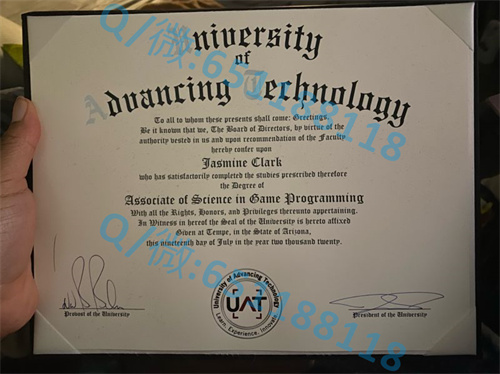 University
of
Advancing Technology
To all to whom these presents shall come: Greetings.
Be it known that we, The Board of Directors, by virtue of the
authority vested in us and upon recommendation of the Faculty
hereby confer upon
Jasmine Clark
who has satisfactorily completed the studies prescribed therefore
the Degree of
Associate of Science in Game Programming
With all the Rights, Honors, and Privileges thereunto appertaining.
In Witness in hereof the Seal of the University is hereto affixed
Given at Tempe, in the State of Arizona,
this nineteenth day of July in the year two thousand twenty.
Provost of the University
University of Advancing Technology
UAT
Learn, Experience, Innovate
President of the University
Q/微:651188118
Q/微:651188118